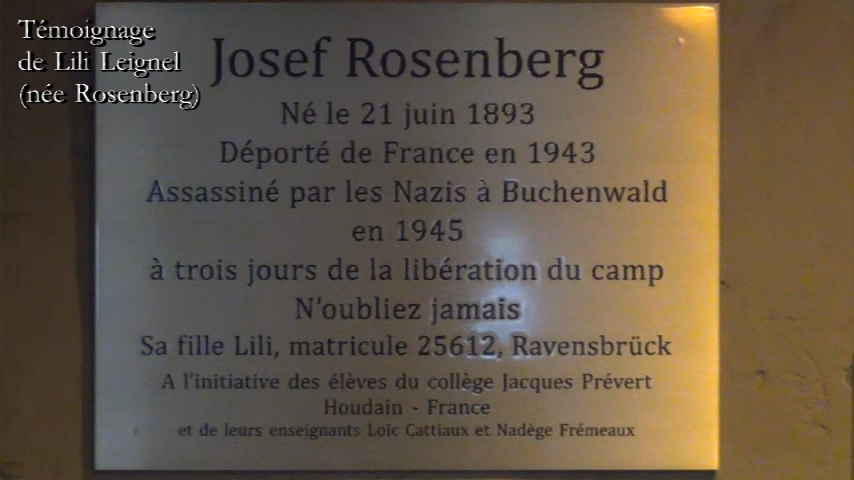 Témoignage
de Lili Leignel
(née Rosenberg)
Josef Rosenberg
Né le 21 juin 1893
Déporté de France en 1943
Assassiné par les Nazis à Buchenwald
en 1945
à trois jours de la libération du camp
N'oubliez jamais
Sa fille Lili, matricule 25612, Ravensbrück
A l'initiative des élèves du collège Jacques Prévert
Houdain - France
et de leurs enseignants Loïc Cattiaux et Nadège Frémeaux